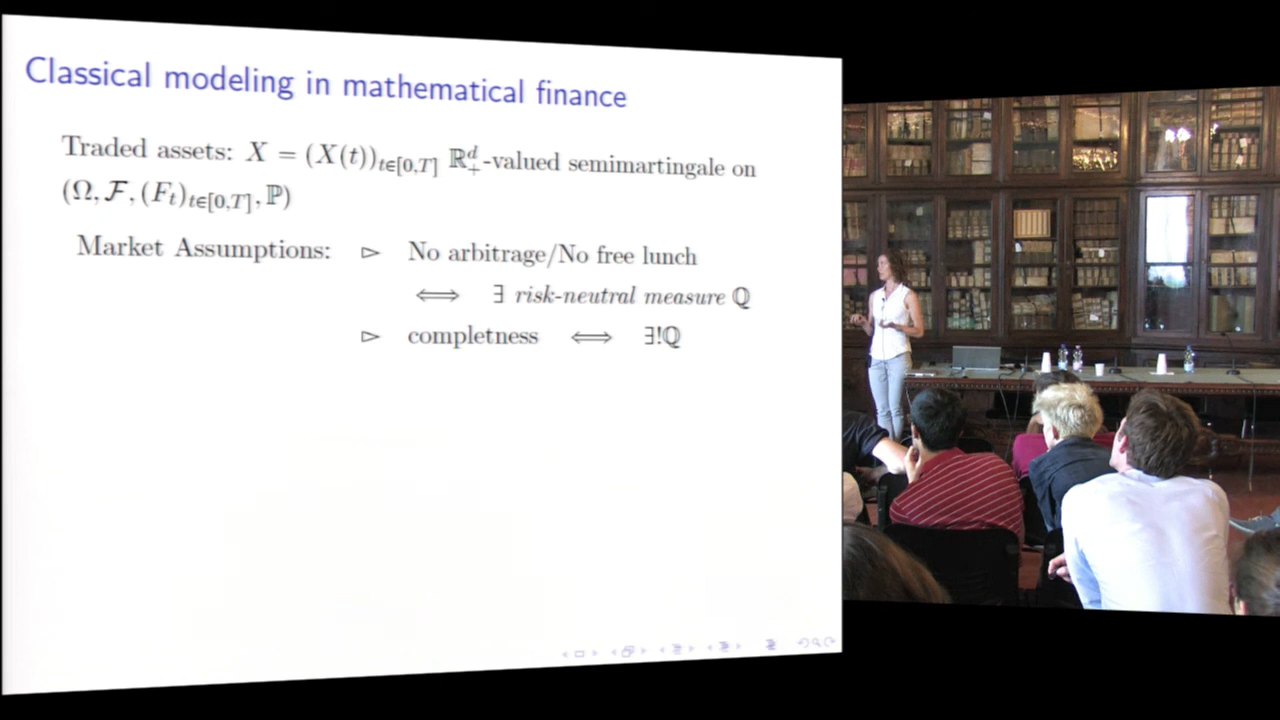 Classical modeling in mathematical finance
Traded assets: X = (X(t))_{t∈[0,T]} ℝ^d_+-valued semimartingale on
(Ω, ℱ, (F_t)_{t∈[0,T]}, ℙ)
Market Assumptions: ▷ No arbitrage/No free lunch
⟺ ∃ risk-neutral measure ℚ
▷ completness ⟺ ∃!ℚ